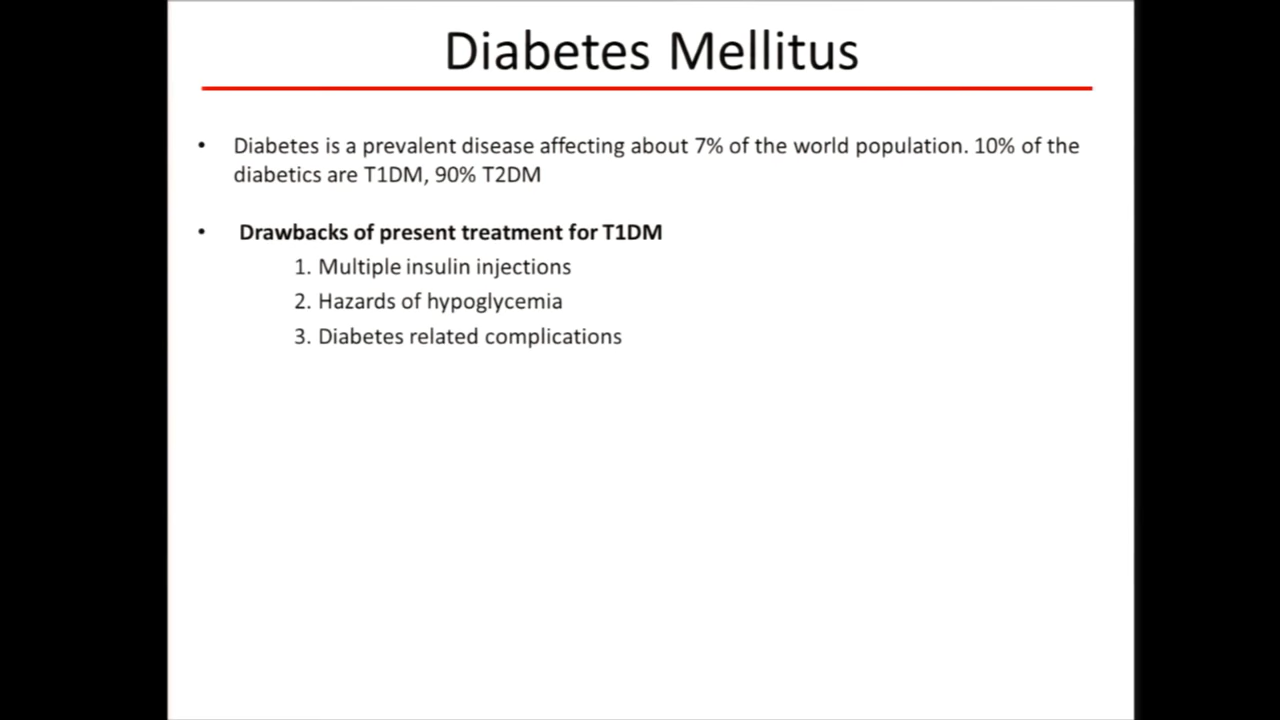 Diabetes Mellitus
• Diabetes is a prevalent disease affecting about 7% of the world population. 10% of the
diabetics are T1DM, 90% T2DM
• Drawbacks of present treatment for T1DM
1. Multiple insulin injections
2. Hazards of hypoglycemia
3. Diabetes related complications